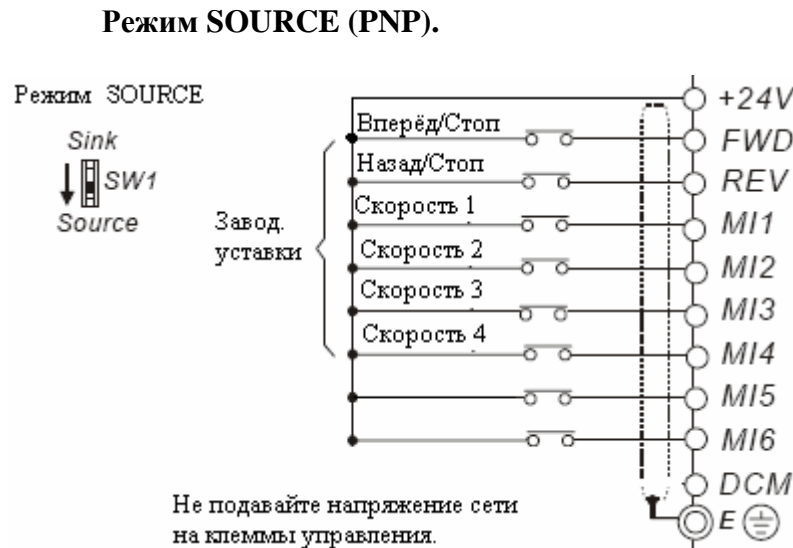 Режим SOURCE (PNP).
Режим SOURCE
Sink
SW1
Source
Завод.
уставки
Вперёд/Стоп
Назад/Стоп
Скорость 1
Скорость 2
Скорость 3
Скорость 4
+24V
FWD
REV
MI1
MI2
MI3
MI4
MI5
MI6
DCM
E
Не подавайте напряжение сети
на клеммы управления.